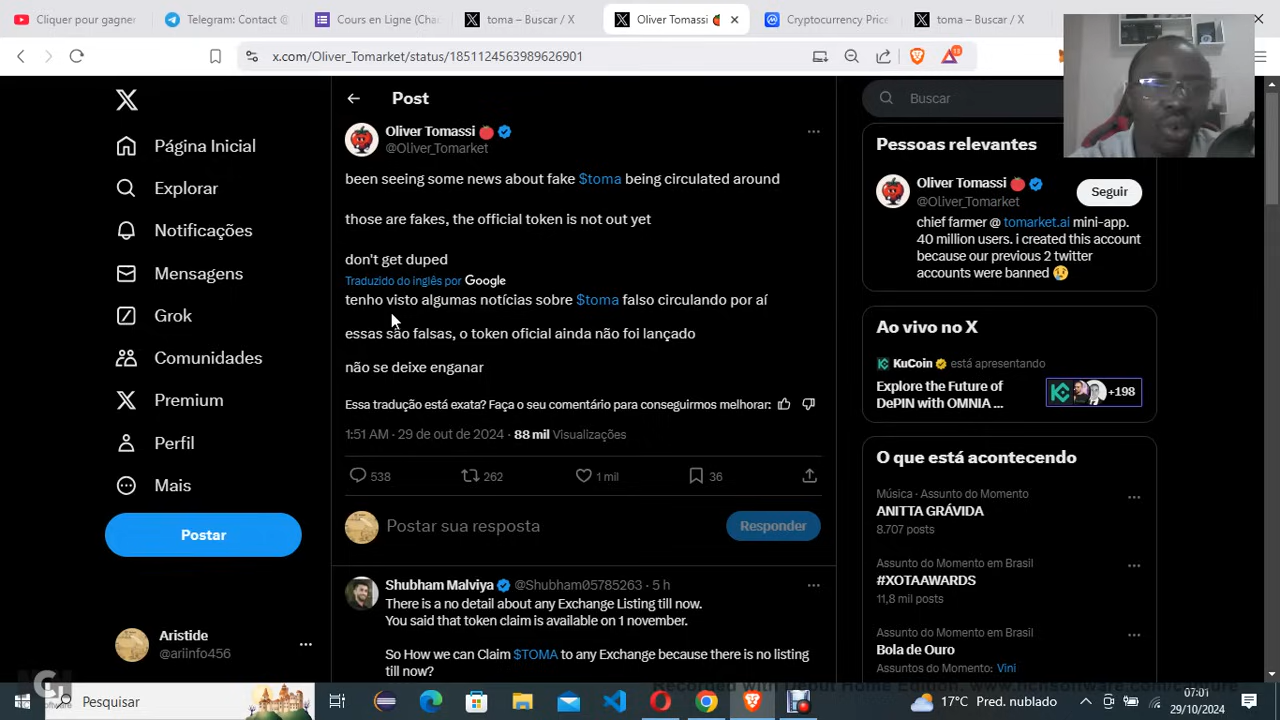 Cliquer pour gagner
Telegram: Contact @
Cours en Ligne (Cha
toma – Buscar / X
Oliver Tomassi
Cryptocurrency Price
toma – Buscar / X
x.com/Oliver_Tomarket/status/1851124563989626901
Post
Buscar
Página Inicial
Explorar
Notificações
Mensagens
Grok
Comunidades
Premium
Perfil
Mais
Postar
Aristide
@ariinfo456
Oliver Tomassi 🍅
@Oliver_Tomarket
been seeing some news about fake $toma being circulated around
those are fakes, the official token is not out yet
don't get duped
Traduzido do inglês por Google
tenho visto algumas notícias sobre $toma falso circulando por aí
essas são falsas, o token oficial ainda não foi lançado
não se deixe enganar
Essa tradução está exata? Faça o seu comentário para conseguirmos melhorar:
1:51 AM · 29 de out de 2024 · 88 mil Visualizações
538 262 1 mil 36
Postar sua resposta
Responder
Shubham Malviya @Shubham05785263 · 5 h
There is a no detail about any Exchange Listing till now.
You said that token claim is available on 1 november.
So How we can Claim $TOMA to any Exchange because there is no listing
till now?
Pessoas relevantes
Oliver Tomassi 🍅
@Oliver_Tomarket
Seguir
chief farmer @ tomarket.ai mini-app.
40 million users. i created this account
because our previous 2 twitter
accounts were banned 😥
Ao vivo no X
KuCoin está apresentando
Explore the Future of
DePIN with OMNIA ...
+198
O que está acontecendo
Música · Assunto do Momento
ANITTA GRÁVIDA
8.707 posts
Assunto do Momento em Brasil
#XOTAAWARDS
11,8 mil posts
Assunto do Momento em Brasil
Bola de Ouro
Assuntos do Momento: Vini
Recorded with Debut Home Edition. www.nchsoftware.com/capture
NCH
Software
Pesquisar
17°C Pred. nublado
07:01
29/10/2024